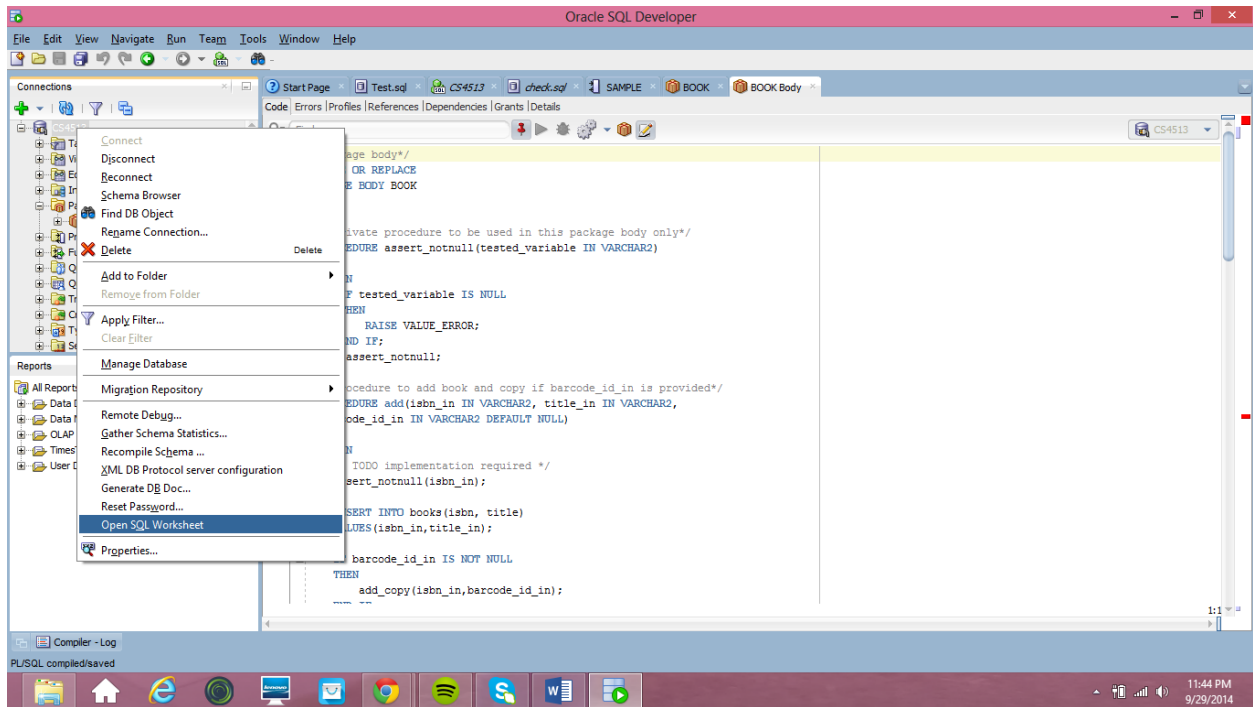 Oracle SQL Developer
File Edit View Navigate Run Team Tools Window Help
Connections
Start Page Test.sql CS4513 check.sql SAMPLE BOOK BOOK Body
Code Errors Profiles References Dependencies Grants Details
CS4513
CS4513
Connect
Disconnect
Reconnect
Schema Browser
Find DB Object
Rename Connection...
Delete Delete
Add to Folder
Remove from Folder
Apply Filter...
Clear Filter
Manage Database
Migration Repository
Remote Debug...
Gather Schema Statistics...
Recompile Schema ...
XML DB Protocol server configuration
Generate DB Doc...
Reset Password...
Open SQL Worksheet
Properties...
Reports
All Report
Data
Data
OLAP
Times
User
age body*/
OR REPLACE
E BODY BOOK
ivate procedure to be used in this package body only*/
EDURE assert_notnull(tested_variable IN VARCHAR2)
N
F tested_variable IS NULL
HEN
RAISE VALUE_ERROR;
ND IF;
assert_notnull;
ocedure to add book and copy if barcode_id_in is provided*/
EDURE add(isbn_in IN VARCHAR2, title_in IN VARCHAR2,
ode_id_in IN VARCHAR2 DEFAULT NULL)
N
TODO implementation required */
sert_notnull(isbn_in);
SERT INTO books(isbn, title)
LUES(isbn_in,title_in);
barcode_id_in IS NOT NULL
THEN
add_copy(isbn_in,barcode_id_in);
1:1
Compiler - Log
PL/SQL compiled/saved
lenovo
11:44 PM
9/29/2014